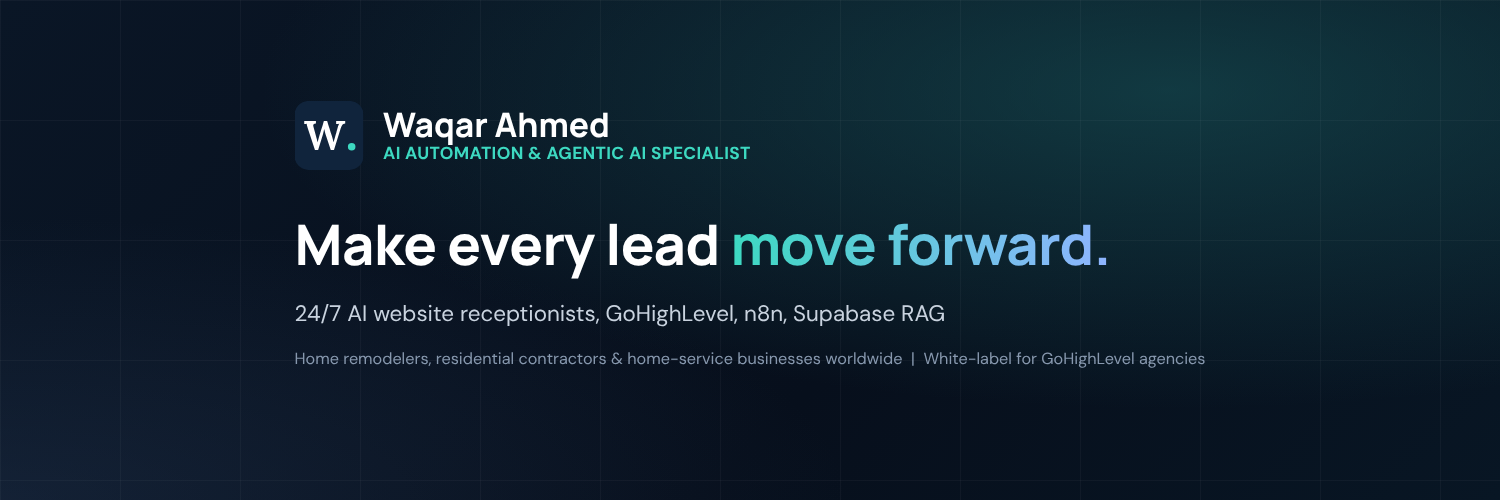 W.
Waqar Ahmed
AI AUTOMATION & AGENTIC AI SPECIALIST
Make every lead move forward.
24/7 AI website receptionists, GoHighLevel, n8n, Supabase RAG
Home remodelers, residential contractors & home-service businesses worldwide | White-label for GoHighLevel agencies